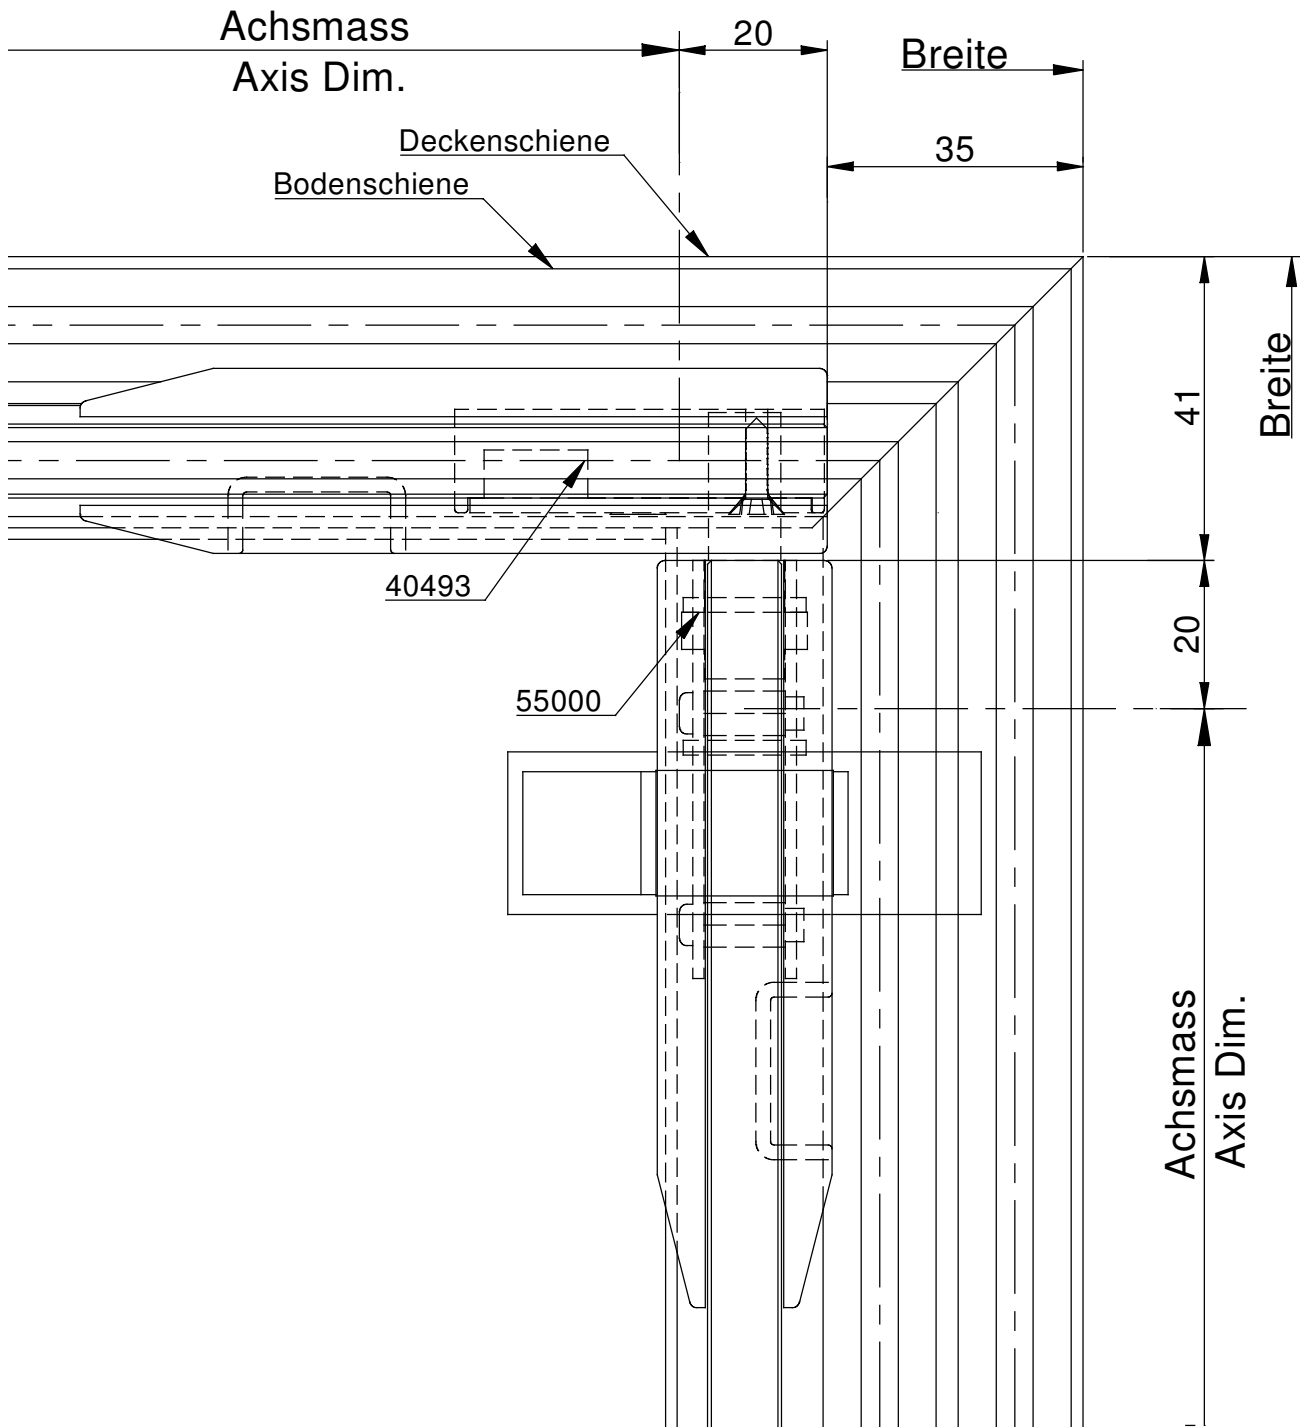 Achsmass
Axis Dim.
20
Breite
Deckenschiene
35
Bodenschiene
41
Breite
40493
20
55000
Achsmass
Axis Dim.